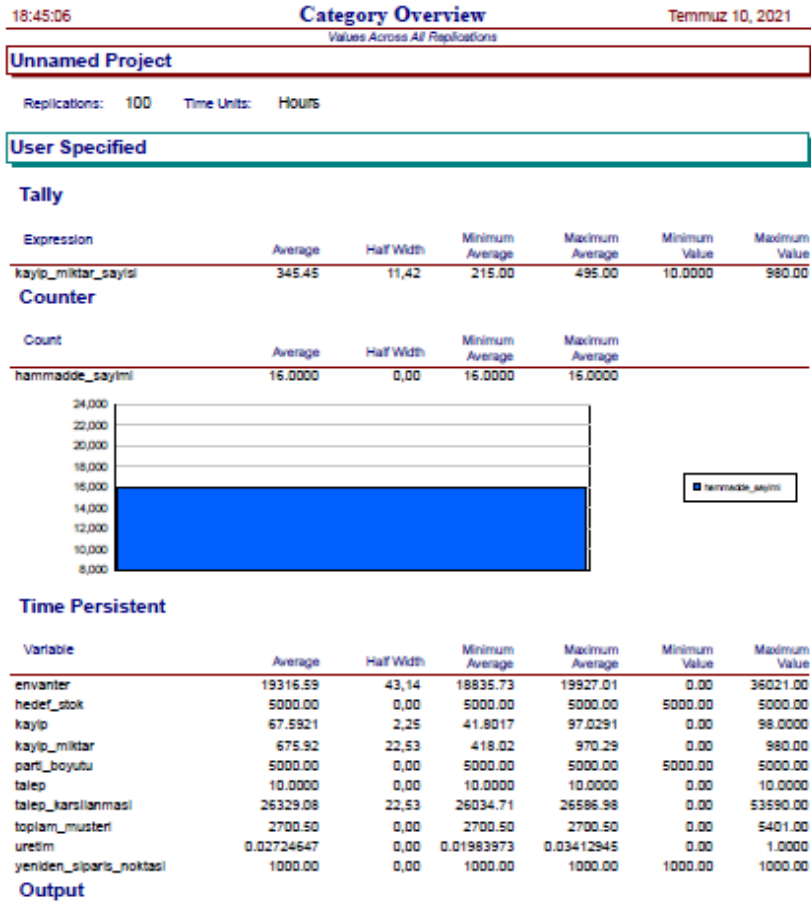 18:45:06 Category Overview Temmuz 10, 2021
Values Across All Replications
Unnamed Project
Replications: 100 Time Units: Hours
User Specified
Tally
Expression Average Half Width Minimum Average Maximum Average Minimum Value Maximum Value
kayip_miktar_sayisi 345.45 11,42 215.00 495.00 10.0000 980.00
Counter
Count Average Half Width Minimum Average Maximum Average
hammadde_sayimi 16.0000 0,00 16.0000 16.0000
24,000
22,000
20,000
18,000
16,000
14,000
12,000
10,000
8,000
hammadde_sayimi
Time Persistent
Variable Average Half Width Minimum Average Maximum Average Minimum Value Maximum Value
envanter 19316.59 43,14 18835.73 19927.01 0.00 36021.00
hedef_stok 5000.00 0,00 5000.00 5000.00 5000.00 5000.00
kayip 67.5921 2,25 41.8017 97.0291 0.00 98.0000
kayip_miktar 675.92 22,53 418.02 970.29 0.00 980.00
parti_boyutu 5000.00 0,00 5000.00 5000.00 5000.00 5000.00
talep 10.0000 0,00 10.0000 10.0000 0.00 10.0000
talep_karsilanmasi 26329.08 22,53 26034.71 26586.98 0.00 53590.00
toplam_musteri 2700.50 0,00 2700.50 2700.50 0.00 5401.00
uretim 0.02724647 0,00 0.01983973 0.03412945 0.00 1.0000
yeniden_siparis_noktasi 1000.00 0,00 1000.00 1000.00 1000.00 1000.00
Output